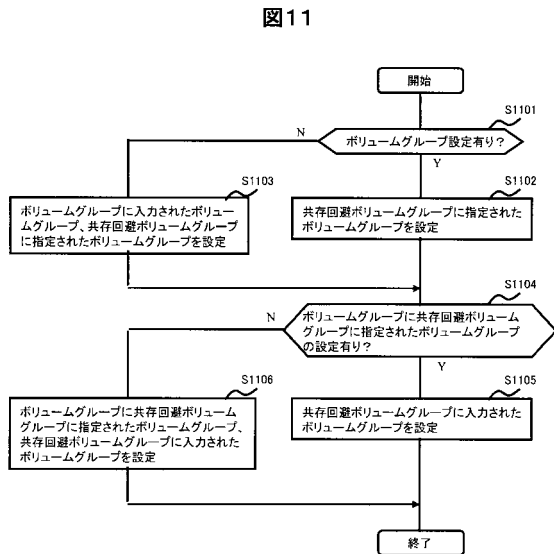 図11
開始
S1101
ボリュームグループ設定有り？
N
Y
S1103
ボリュームグループに入力されたボリュー
ムグループ、共存回避ボリュームグループ
に指定されたボリュームグループを設定
S1102
共存回避ボリュームグループに指定された
ボリュームグループを設定
S1104
ボリュームグループに共存回避ボリューム
グループに指定されたボリュームグループ
の設定有り？
N
Y
S1106
ボリュームグループに共存回避ボリューム
グループに指定されたボリュームグループ、
共存回避ボリュームグループに入力された
ボリュームグループを設定
S1105
共存回避ボリュームグループに入力された
ボリュームグループを設定
終了